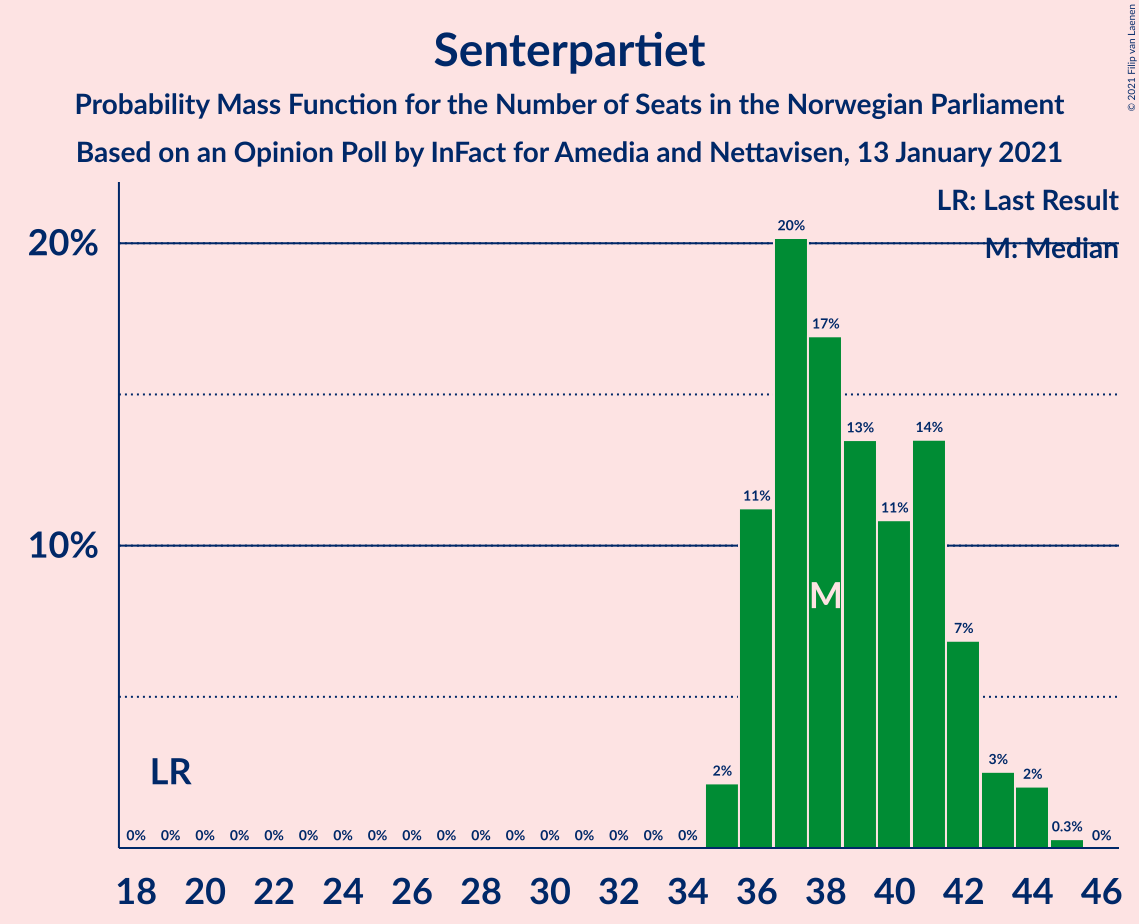 Senterpartiet
Probability Mass Function for the Number of Seats in the Norwegian Parliament
Based on an Opinion Poll by InFact for Amedia and Nettavisen, 13 January 2021
© 2021 Filip van Laenen
LR: Last Result
M: Median
20%
10%
20%
17%
13%
14%
11%
11%
M
7%
LR
2%
3%
2%
0% 0% 0% 0% 0% 0% 0% 0% 0% 0% 0% 0% 0% 0% 0% 0% 0% 0.3% 0%
18 20 22 24 26 28 30 32 34 36 38 40 42 44 46